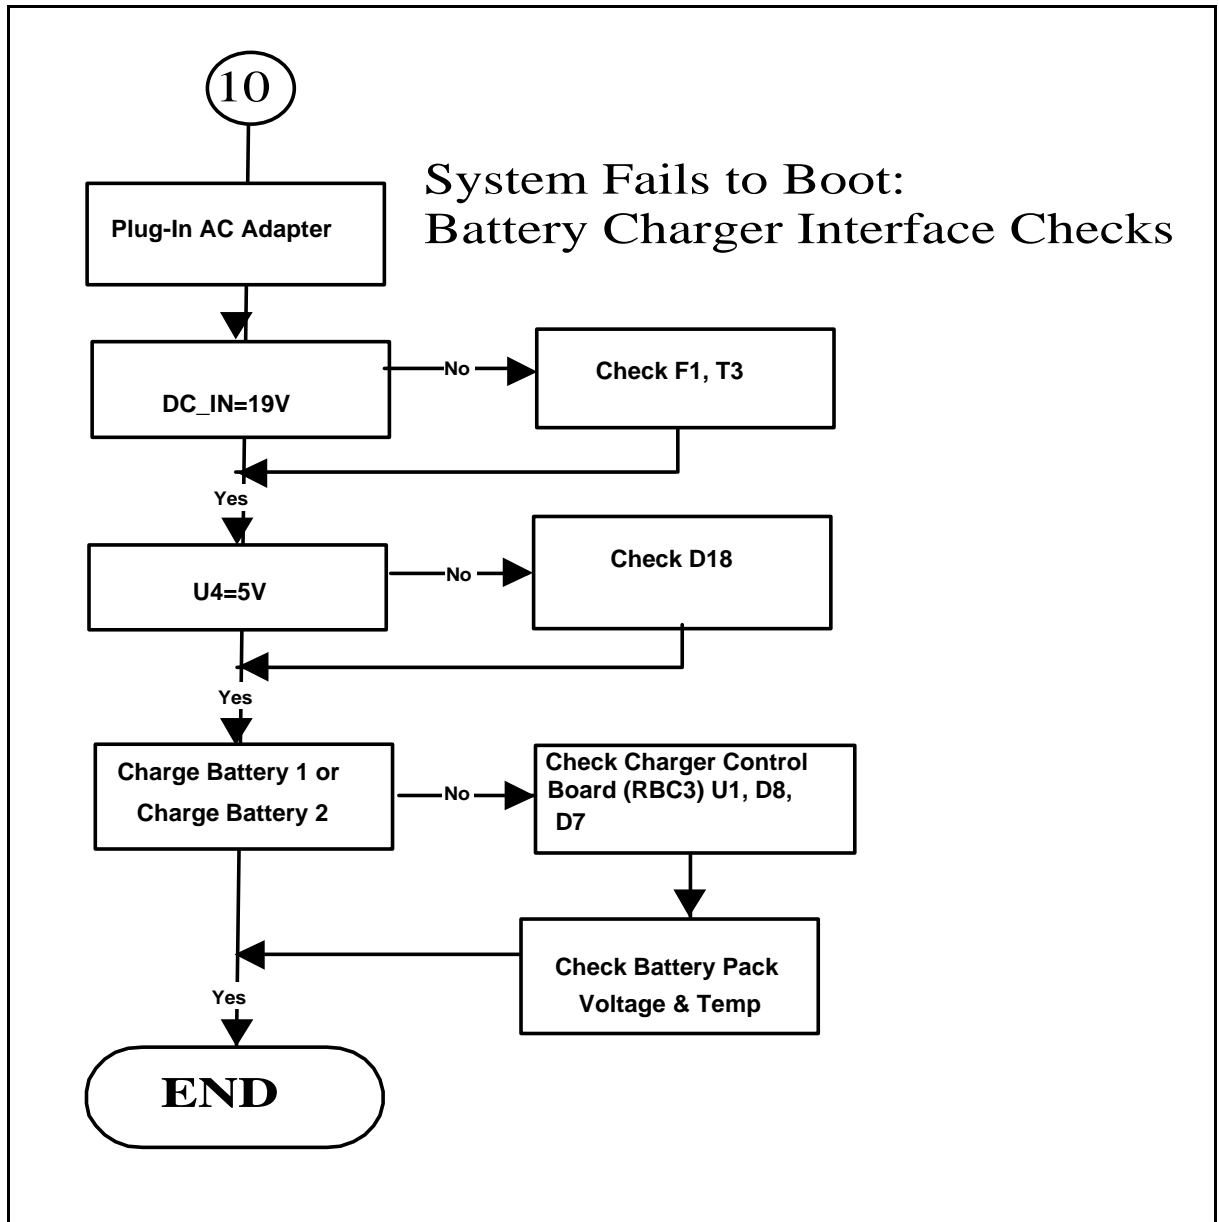 10
System Fails to Boot:
Battery Charger Interface Checks
Plug-In AC Adapter
DC_IN=19V
No
Check F1, T3
Yes
U4=5V
No
Check D18
Yes
Charge Battery 1 or
Charge Battery 2
No
Check Charger Control
Board (RBC3) U1, D8,
D7
Check Battery Pack
Voltage & Temp
Yes
END